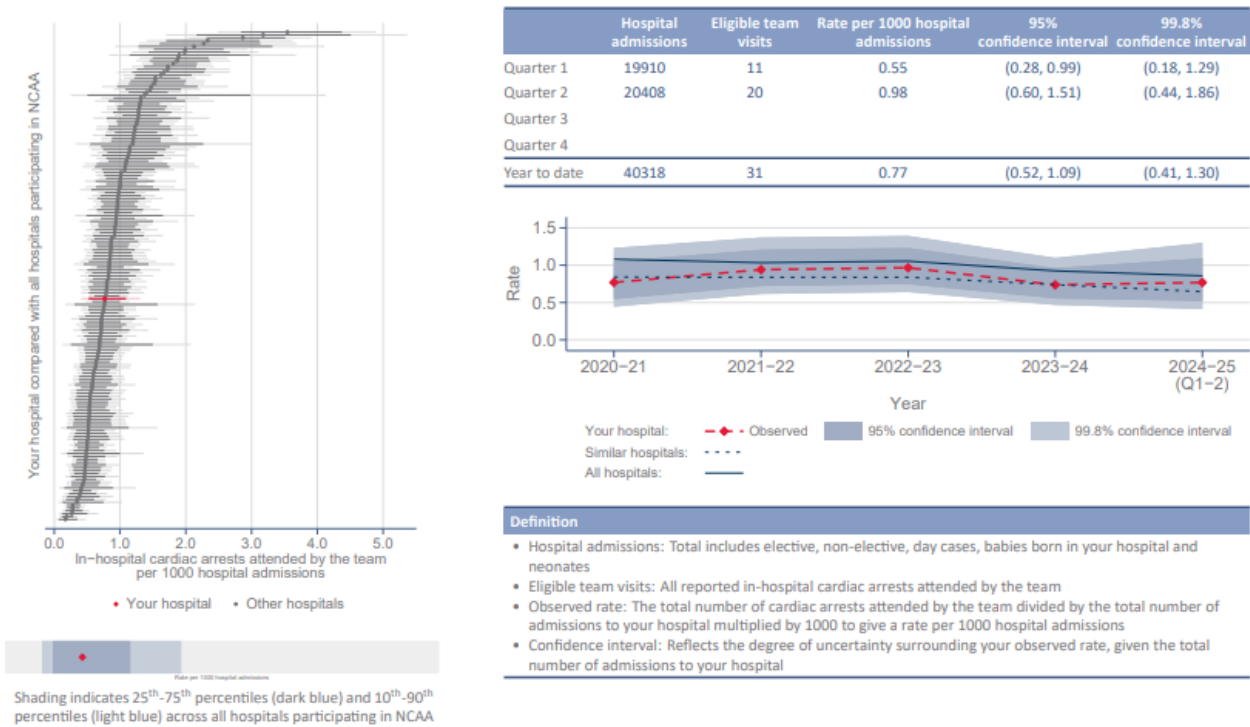 Your hospital compared with all hospitals participating in NCAA
0.0 1.0 2.0 3.0 4.0 5.0
In-hospital cardiac arrests attended by the team
per 1000 hospital admissions
Your hospital Other hospitals
Rate per 1000 hospital admissions
Shading indicates 25th-75th percentiles (dark blue) and 10th-90th
percentiles (light blue) across all hospitals participating in NCAA
Hospital admissions Eligible team visits Rate per 1000 hospital admissions 95% confidence interval 99.8% confidence interval
Quarter 1 19910 11 0.55 (0.28, 0.99) (0.18, 1.29)
Quarter 2 20408 20 0.98 (0.60, 1.51) (0.44, 1.86)
Quarter 3
Quarter 4
Year to date 40318 31 0.77 (0.52, 1.09) (0.41, 1.30)
Rate
1.5
1.0
0.5
0.0
2020-21 2021-22 2022-23 2023-24 2024-25
(Q1-2)
Year
Your hospital: Observed 95% confidence interval 99.8% confidence interval
Similar hospitals:
All hospitals:
Definition
• Hospital admissions: Total includes elective, non-elective, day cases, babies born in your hospital and
neonates
• Eligible team visits: All reported in-hospital cardiac arrests attended by the team
• Observed rate: The total number of cardiac arrests attended by the team divided by the total number of
admissions to your hospital multiplied by 1000 to give a rate per 1000 hospital admissions
• Confidence interval: Reflects the degree of uncertainty surrounding your observed rate, given the total
number of admissions to your hospital